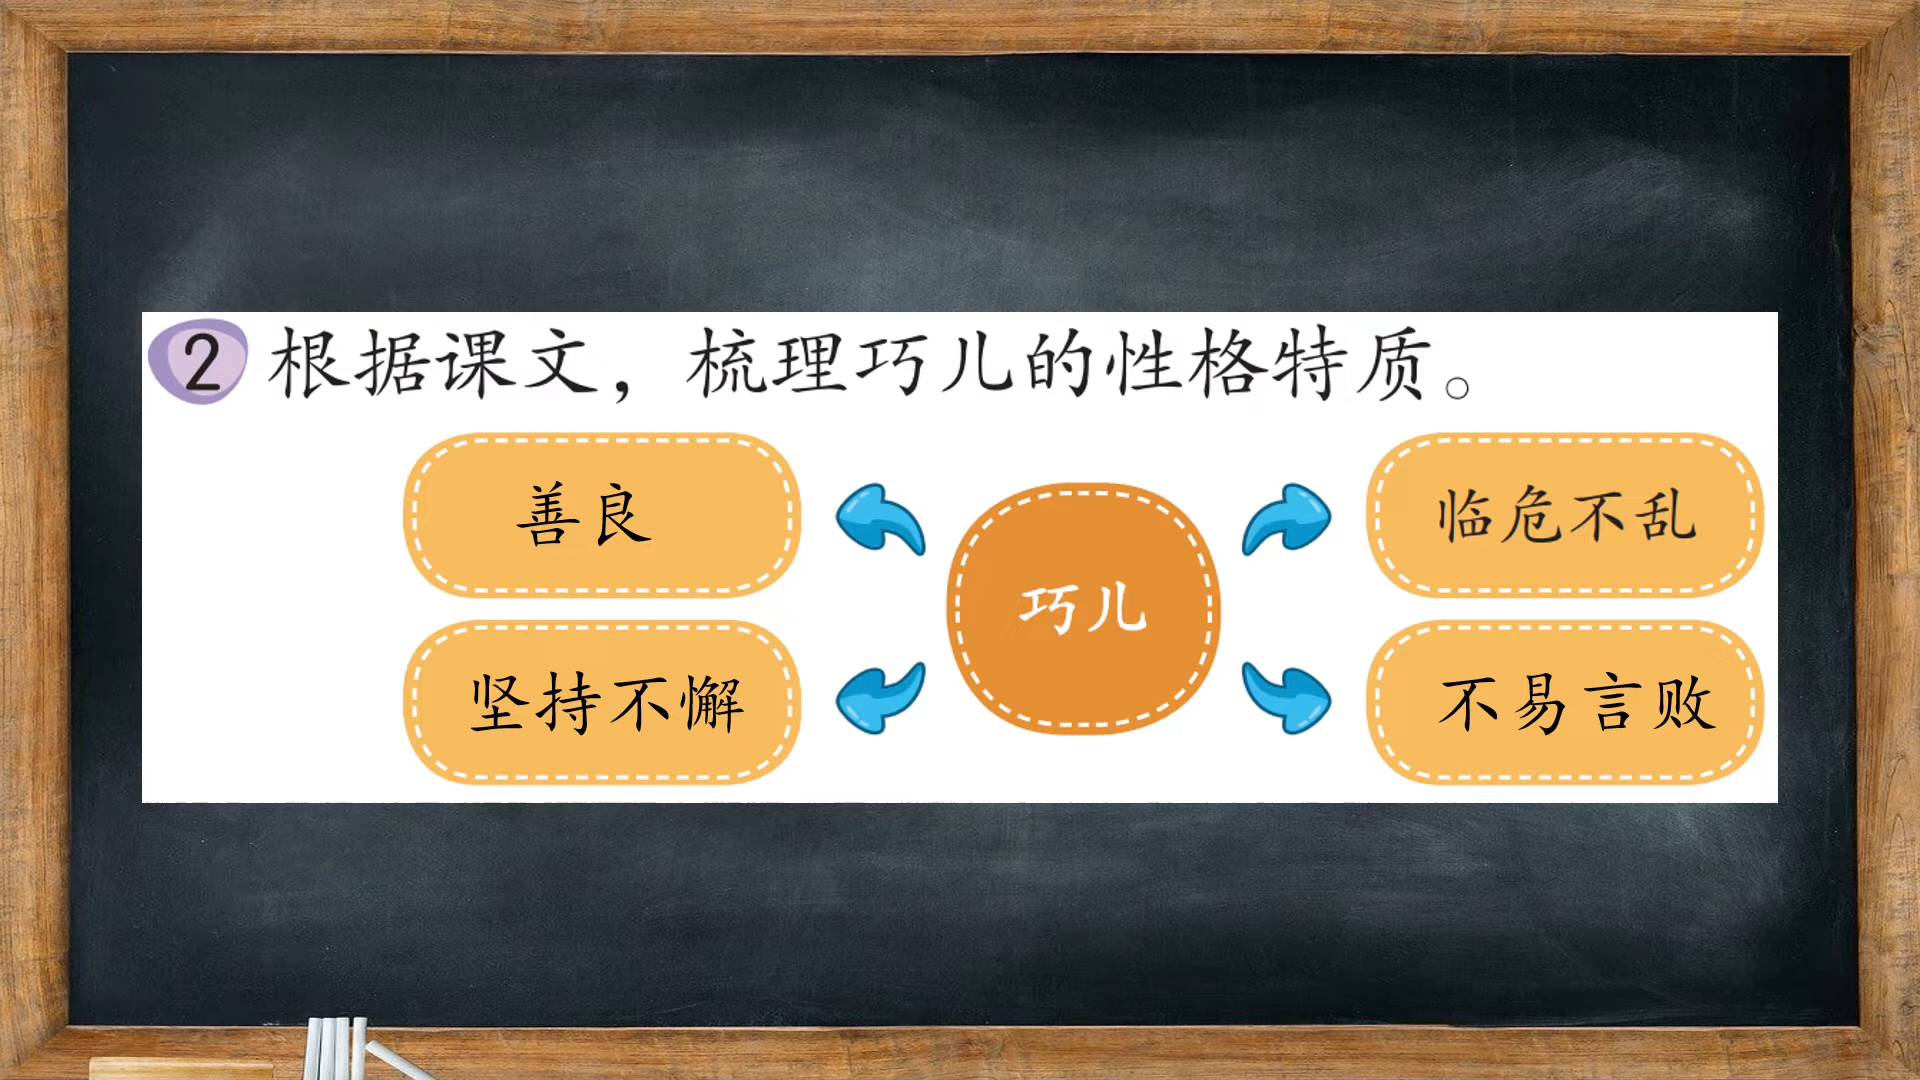 2 根据课文，梳理巧儿的性格特质。
善良
临危不乱
巧儿
坚持不懈
不易言败